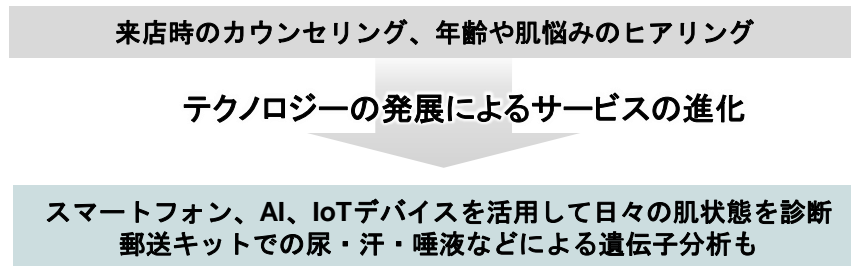 来店時のカウンセリング、年齢や肌悩みのヒアリング
テクノロジーの発展によるサービスの進化
スマートフォン、AI、IoTデバイスを活用して日々の肌状態を診断
郵送キットでの尿・汗・唾液などによる遺伝子分析も